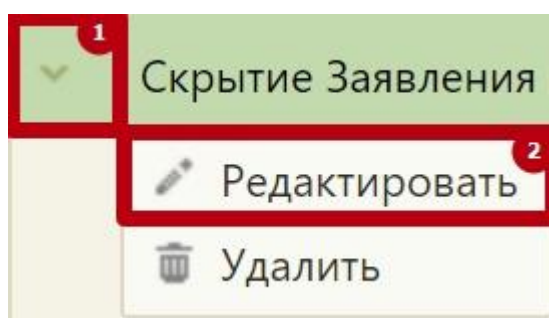 1
Скрытие Заявления
2
Редактировать
Удалить